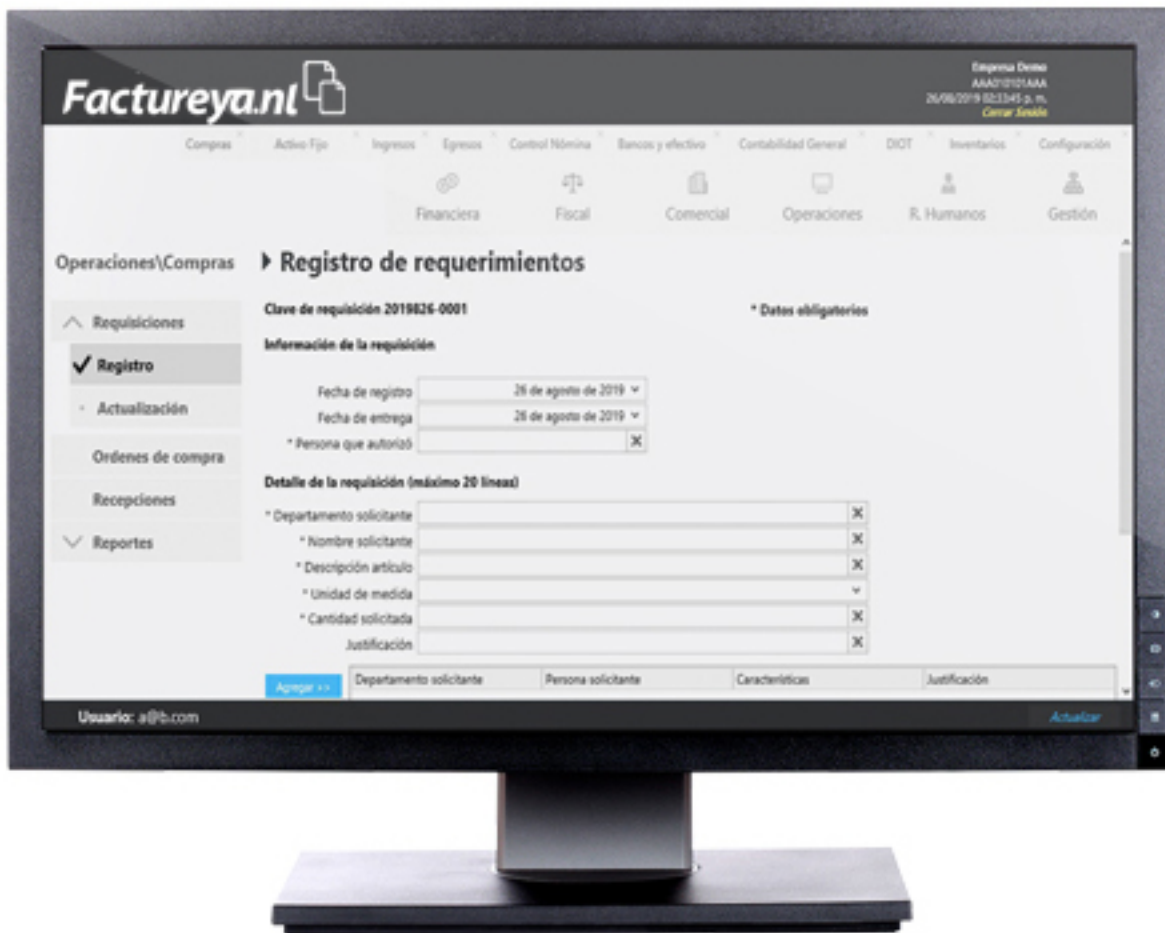 Factureya.nl
Empresa Demo
AAA010101AAA
26/08/2019 02:33:45 p. m.
Cerrar Sesión
Compras Activo Fijo Ingresos Egresos Control Nómina Bancos y efectivo Contabilidad General DIOT Inventarios Configuración
Financiera Fiscal Comercial Operaciones R. Humanos Gestión
Operaciones\Compras
Requisiciones
Registro
Actualización
Ordenes de compra
Recepciones
Reportes
Registro de requerimientos
Clave de requisición 2019826-0001 * Datos obligatorios
Información de la requisición
Fecha de registro 26 de agosto de 2019
Fecha de entrega 26 de agosto de 2019
* Persona que autorizó X
Detalle de la requisición (máximo 20 líneas)
* Departamento solicitante X
* Nombre solicitante X
* Descripción artículo X
* Unidad de medida
* Cantidad solicitada X
Justificación X
Agregar >> Departamento solicitante Persona solicitante Características Justificación
Usuario: a@b.com Actualizar